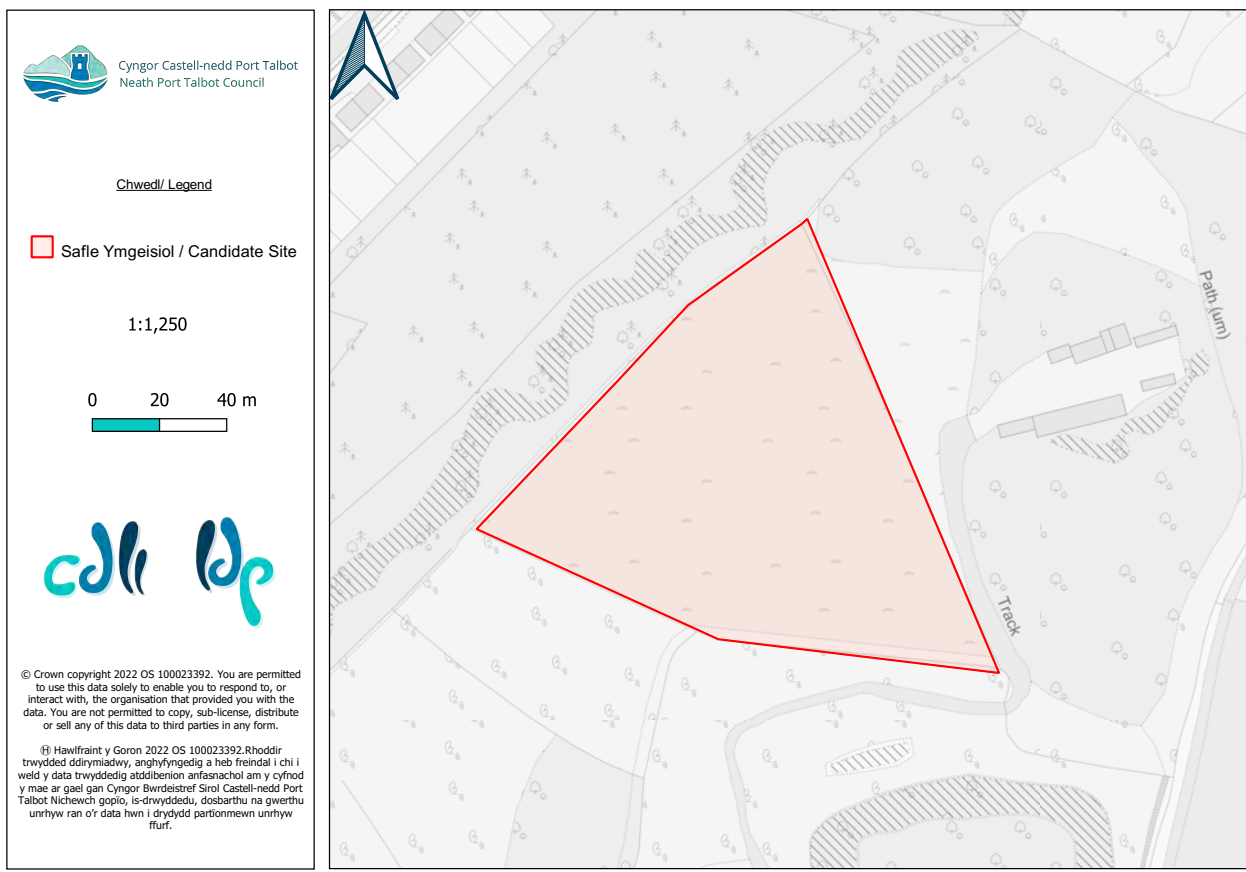 Cyngor Castell-nedd Port Talbot
Neath Port Talbot Council
Chwedl/ Legend
Safle Ymgeisiol / Candidate Site
1:1,250
0 20 40 m
cdll ldp
© Crown copyright 2022 OS 100023392. You are permitted
to use this data solely to enable you to respond to, or
interact with, the organisation that provided you with the
data. You are not permitted to copy, sub-license, distribute
or sell any of this data to third parties in any form.
Ⓗ Hawlfraint y Goron 2022 OS 100023392.Rhoddir
trwydded ddirymiadwy, anghyfyngedig a heb freindal i chi i
weld y data trwyddedig atddibenion anfasnachol am y cyfnod
y mae ar gael gan Cyngor Bwrdeistref Sirol Castell-nedd Port
Talbot Nichewch gopïo, is-drwyddedu, dosbarthu na gwerthu
unrhyw ran o'r data hwn i drydydd partïonmewn unrhyw
ffurf.
Path (um)
Track